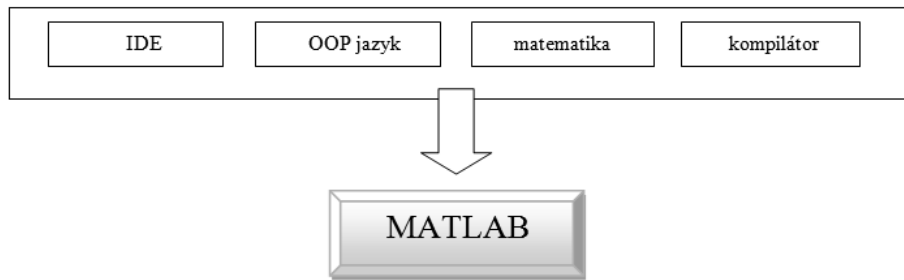 IDE
OOP jazyk
matematika
kompilátor
MATLAB